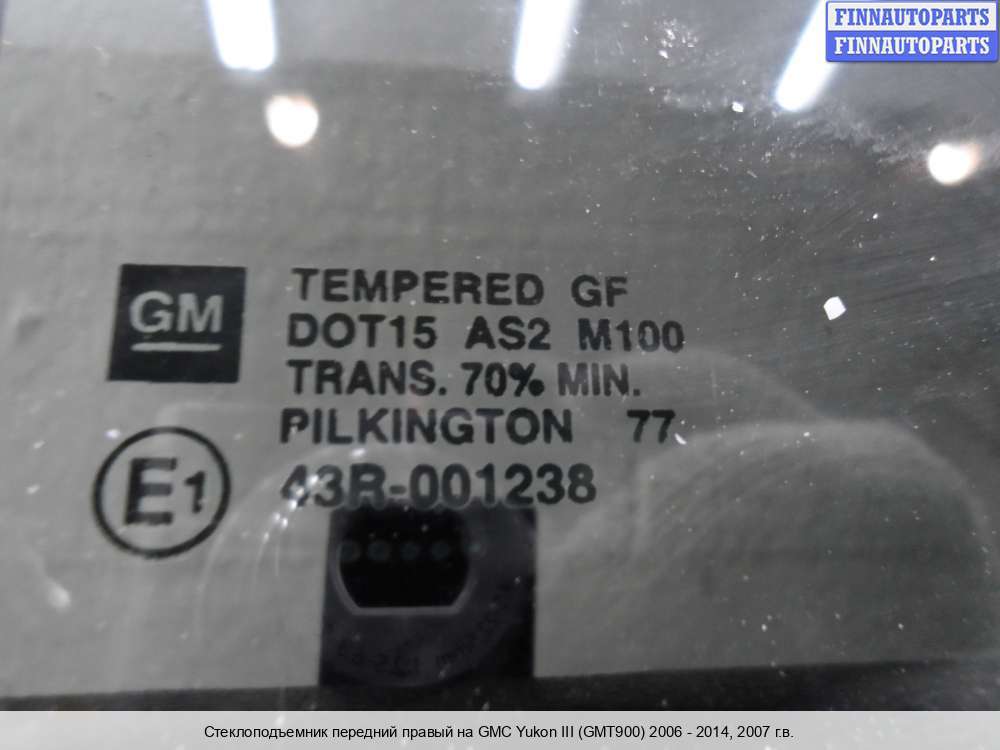 FINNAUTOPARTS
FINNAUTOPARTS
GM
TEMPERED GF
DOT15 AS2 M100
TRANS. 70% MIN.
PILKINGTON 77
E1
43R-001238
Стеклоподъемник передний правый на GMC Yukon III (GMT900) 2006 - 2014, 2007 г.в.